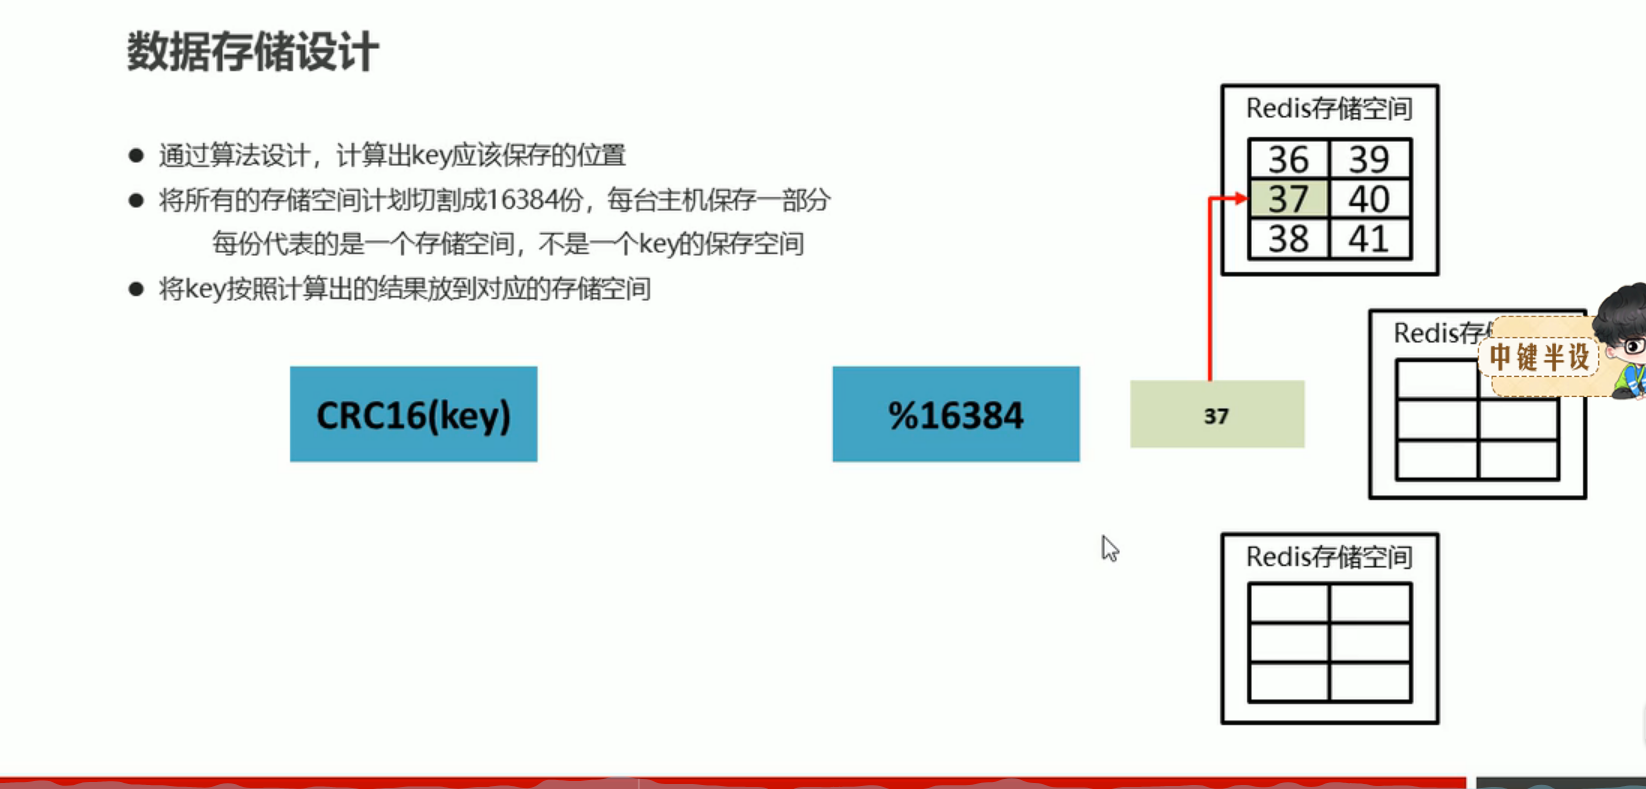 数据存储设计
● 通过算法设计，计算出key应该保存的位置
● 将所有的存储空间计划切割成16384份，每台主机保存一部分
每份代表的是一个存储空间，不是一个key的保存空间
● 将key按照计算出的结果放到对应的存储空间
CRC16(key)
%16384
37
Redis存储空间
36 39
37 40
38 41
Redis存
中键半设
Redis存储空间